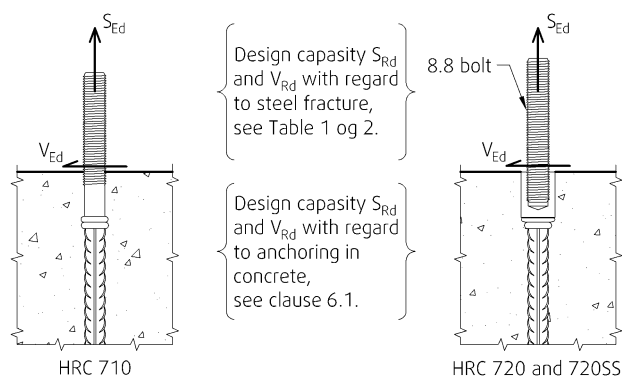 S_Ed
V_Ed
HRC 710
Design capasity S_Rd
and V_Rd with regard
to steel fracture,
see Table 1 og 2.
Design capasity S_Rd
and V_Rd with regard
to anchoring in
concrete,
see clause 6.1.
S_Ed
8.8 bolt
V_Ed
HRC 720 and 720SS